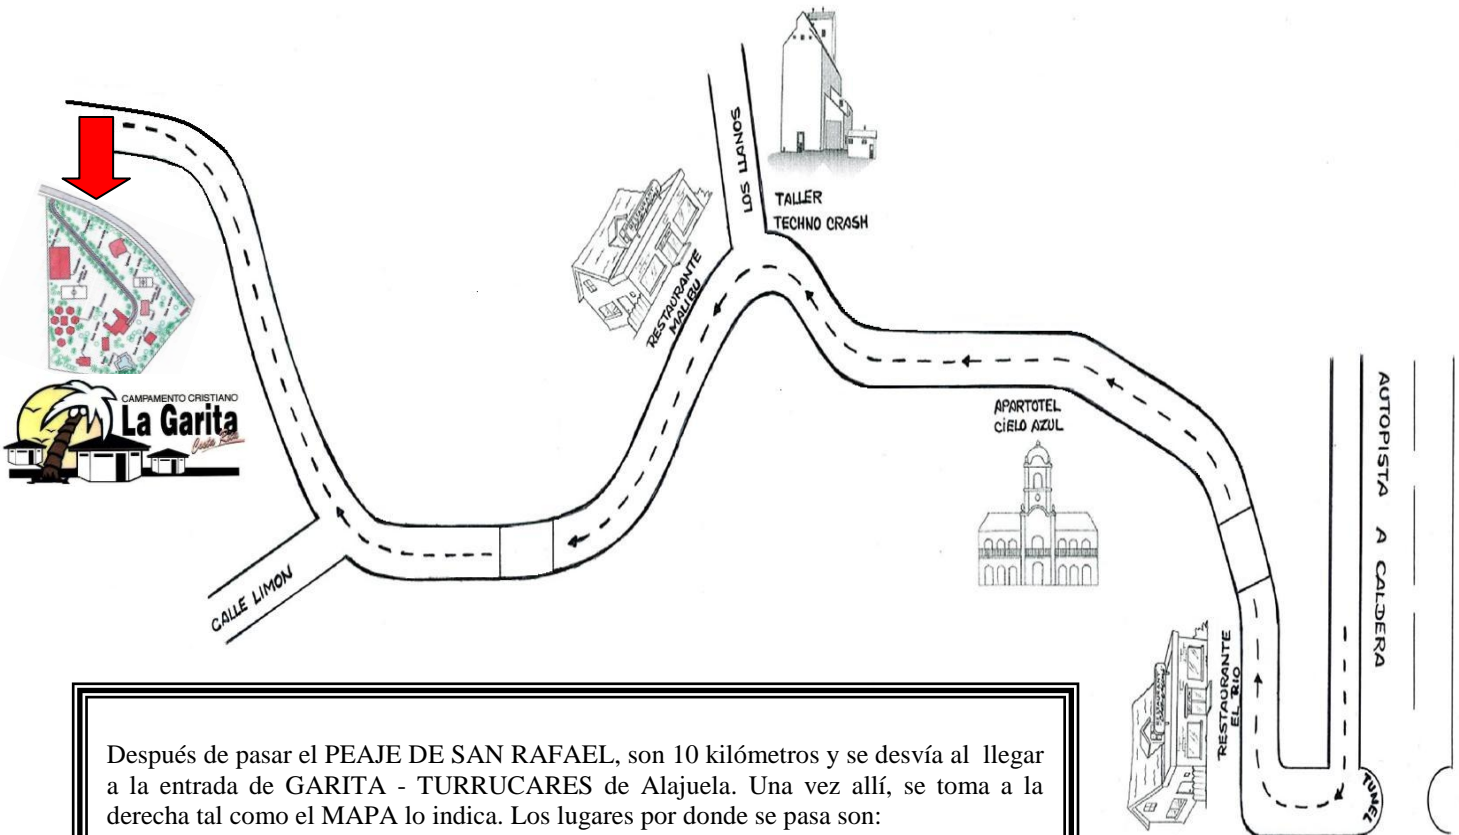 LOS LLANOS
TALLER
TECHNO CRASH
RESTAURANTE
MALIBU
CAMPAMENTO CRISTIANO
La Garita
Costa Rica
APARTOTEL
CIELO AZUL
AUTOPISTA A CALDERA
CALLE LIMON
RESTAURANTE
EL RIO
TUNEL
Después de pasar el PEAJE DE SAN RAFAEL, son 10 kilómetros y se desvía al llegar
a la entrada de GARITA - TURRUCARES de Alajuela. Una vez allí, se toma a la
derecha tal como el MAPA lo indica. Los lugares por donde se pasa son: